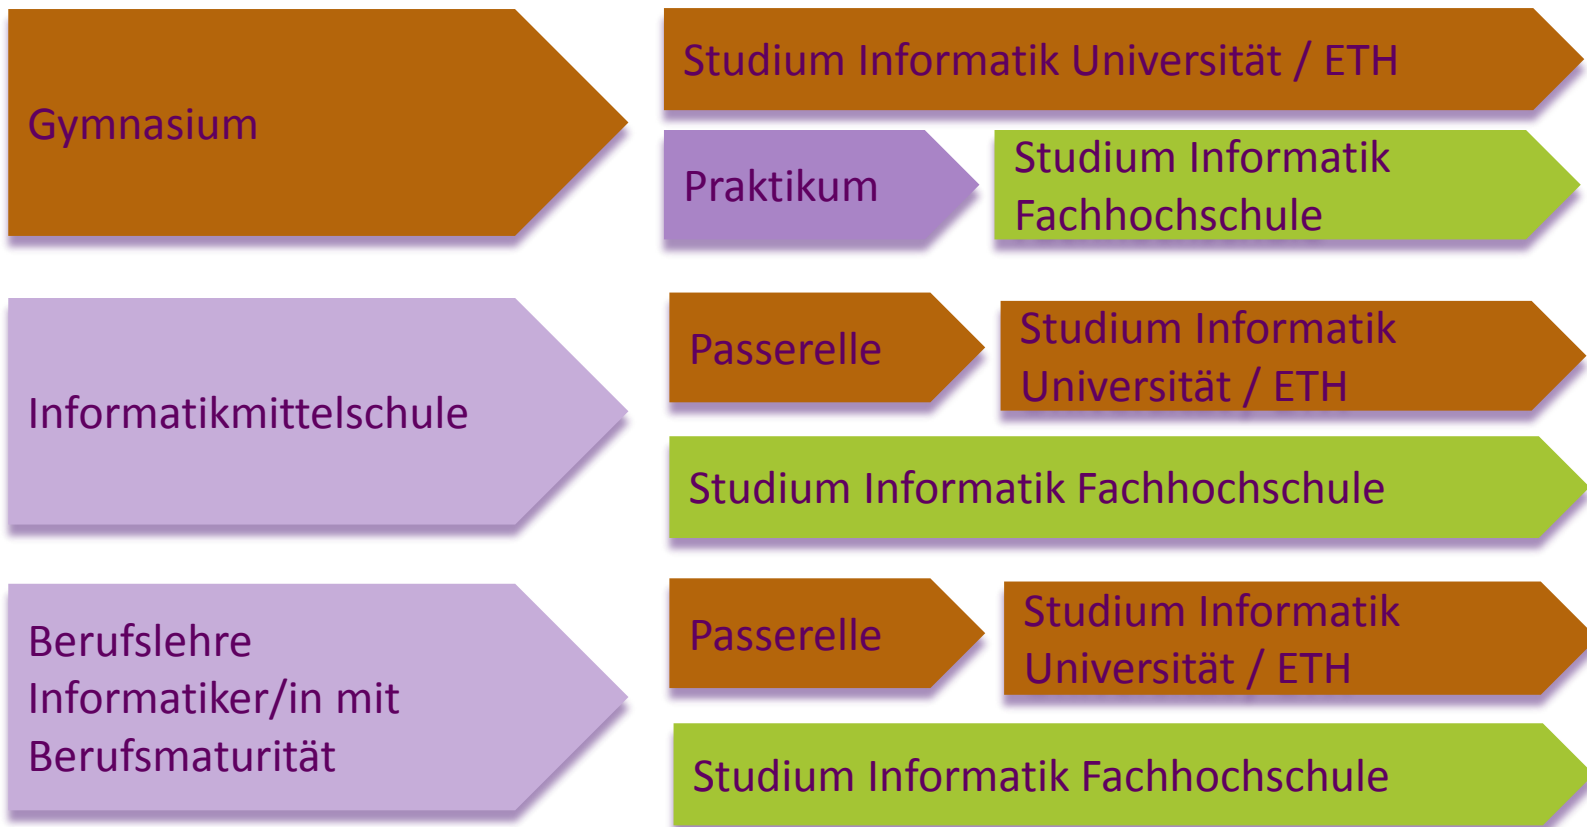 Gymnasium
Studium Informatik Universität / ETH
Praktikum
Studium Informatik
Fachhochschule
Informatikmittelschule
Passerelle
Studium Informatik
Universität / ETH
Studium Informatik Fachhochschule
Berufslehre
Informatiker/in mit
Berufsmaturität
Passerelle
Studium Informatik
Universität / ETH
Studium Informatik Fachhochschule